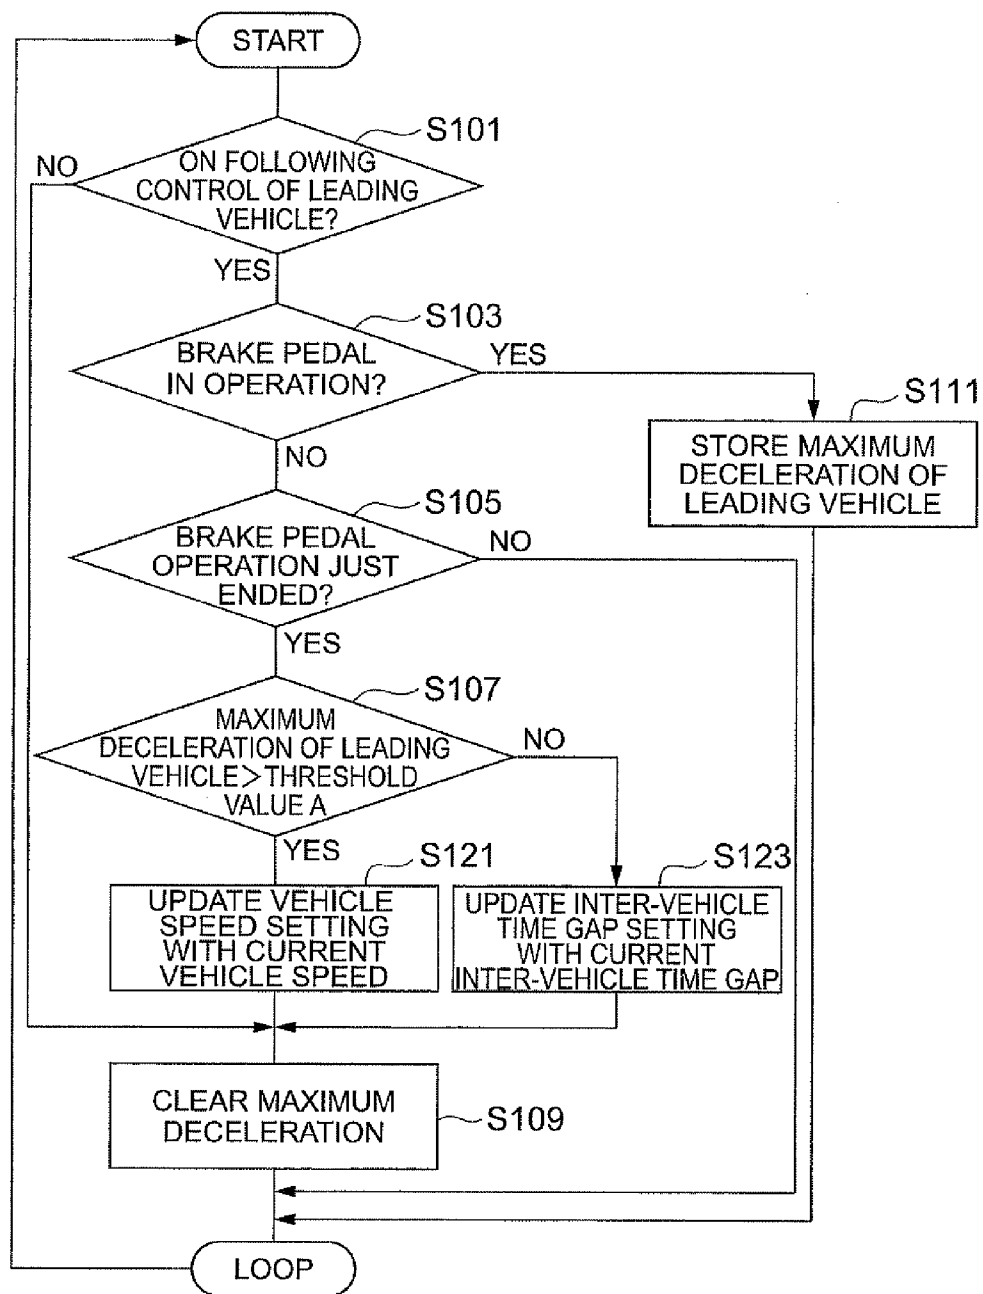 START
S101
NO
ON FOLLOWING
CONTROL OF LEADING
VEHICLE?
YES
S103
BRAKE PEDAL
IN OPERATION?
YES
S111
STORE MAXIMUM
DECELERATION OF
LEADING VEHICLE
NO
S105
BRAKE PEDAL
OPERATION JUST
ENDED?
NO
YES
S107
MAXIMUM
DECELERATION OF LEADING
VEHICLE>THRESHOLD
VALUE A
NO
YES
S121
UPDATE VEHICLE
SPEED SETTING
WITH CURRENT
VEHICLE SPEED
S123
UPDATE INTER-VEHICLE
TIME GAP SETTING
WITH CURRENT
INTER-VEHICLE TIME GAP
CLEAR MAXIMUM
DECELERATION
S109
LOOP